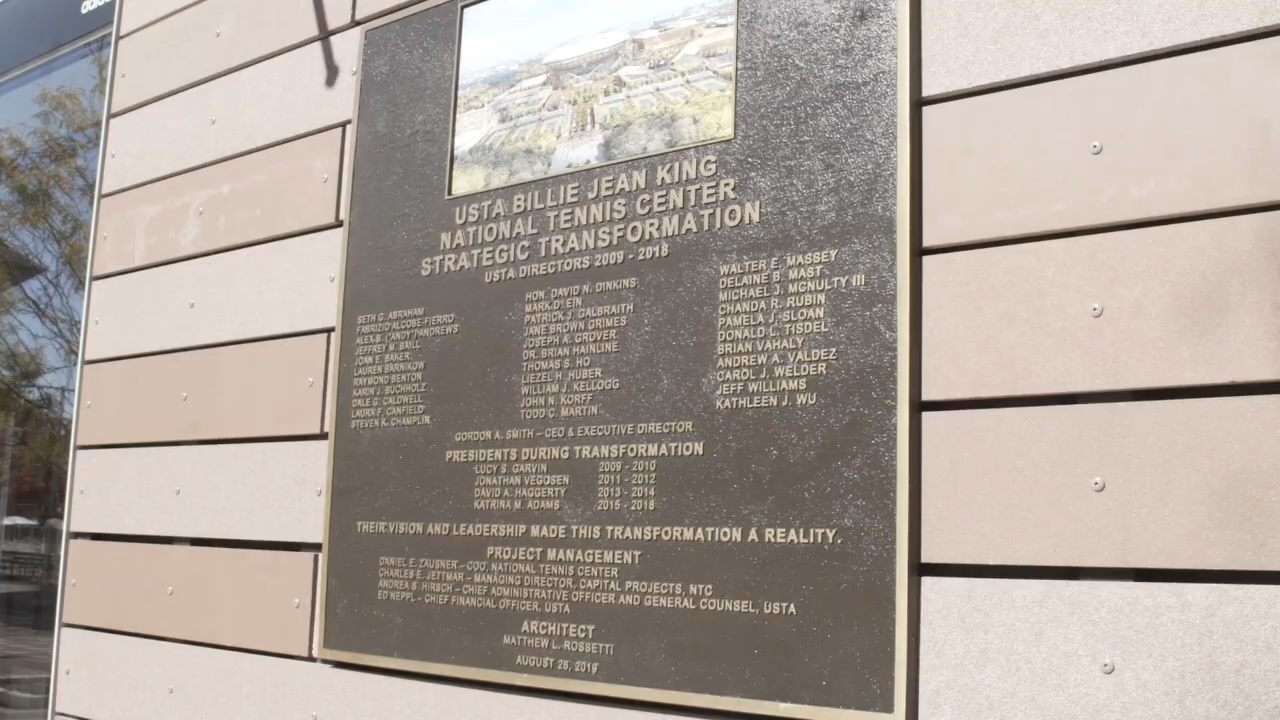 USTA BILLIE JEAN KING
NATIONAL TENNIS CENTER
STRATEGIC TRANSFORMATION
USTA DIRECTORS 2009 - 2018
SETH G. ABRAHAM
FABRIZIO ALCOBE-FIERRO
ALEX B. ("ANDY") ANDREWS
JEFFREY M. BAILL
JOAN E. BAKER
LAUREN BARNIKOW
RAYMOND BENTON
KARIN J. BUCHHOLZ
DALE G. CALDWELL
LAURA F. CANFIELD
STEVEN K. CHAMPLIN
HON. DAVID N. DINKINS
MARK D. EIN
PATRICK J. GALBRAITH
JANE BROWN GRIMES
JOSEPH A. GROVER
DR. BRIAN HAINLINE
THOMAS S. HO
LIEZEL H. HUBER
WILLIAM J. KELLOGG
JOHN N. KORFF
TODD C. MARTIN
WALTER E. MASSEY
DELAINE B. MAST
MICHAEL J. MCNULTY III
CHANDA R. RUBIN
PAMELA J. SLOAN
DONALD L. TISDEL
BRIAN VAHALY
ANDREW A. VALDEZ
CAROL J. WELDER
JEFF WILLIAMS
KATHLEEN J. WU
GORDON A. SMITH – CEO & EXECUTIVE DIRECTOR
PRESIDENTS DURING TRANSFORMATION
LUCY S. GARVIN 2009 - 2010
JONATHAN VEGOSEN 2011 - 2012
DAVID A. HAGGERTY 2013 - 2014
KATRINA M. ADAMS 2015 - 2018
THEIR VISION AND LEADERSHIP MADE THIS TRANSFORMATION A REALITY.
PROJECT MANAGEMENT
DANIEL E. ZAUSNER – COO, NATIONAL TENNIS CENTER
CHARLES E. JETTMAR – MANAGING DIRECTOR, CAPITAL PROJECTS, NTC
ANDREA S. HIRSCH – CHIEF ADMINISTRATIVE OFFICER AND GENERAL COUNSEL, USTA
ED NEPPL – CHIEF FINANCIAL OFFICER, USTA
ARCHITECT
MATTHEW L. ROSSETTI
AUGUST 26, 2019